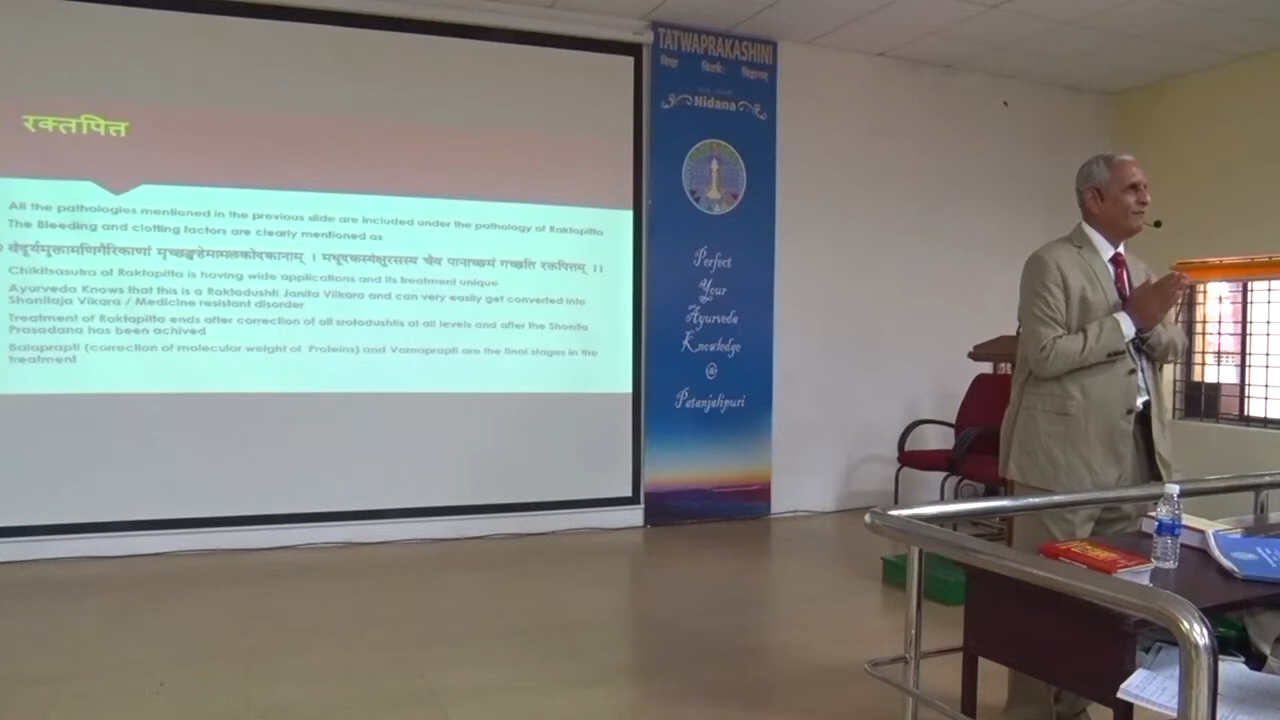 रक्तपित्त
All the pathologies mentioned in the previous slide are included under the pathology of Raktapitta
The Bleeding and clotting factors are clearly mentioned as
वैदूर्यमुक्तामणिगैरिकाणां मृच्छङ्खहेमामलकोदकानाम् । मधूदकस्येक्षुरसस्य चैव पानाच्छमं गच्छति रक्तपित्तम् ।।
Chikitsasutra of Raktapitta is having wide applications and its treatment unique
Ayurveda Knows that this is a Raktadushti Janita Viikara and can very easily get converted into
Shonitaja Vikara / Medicine resistant disorder
Treatment of Raktapitta ends after correction of all srotodushtis at all levels and after the Shonita
Prasadana has been achived
Balaprapti (correction of molecular weight of Proteins) and Varnaprapti are the final stages in the
treatment
TATWAPRAKASHINI
विद्या वितर्कः विज्ञानम्
Nidana
Perfect
Your
Ayurveda
Knowledge
@
Patanjalipuri